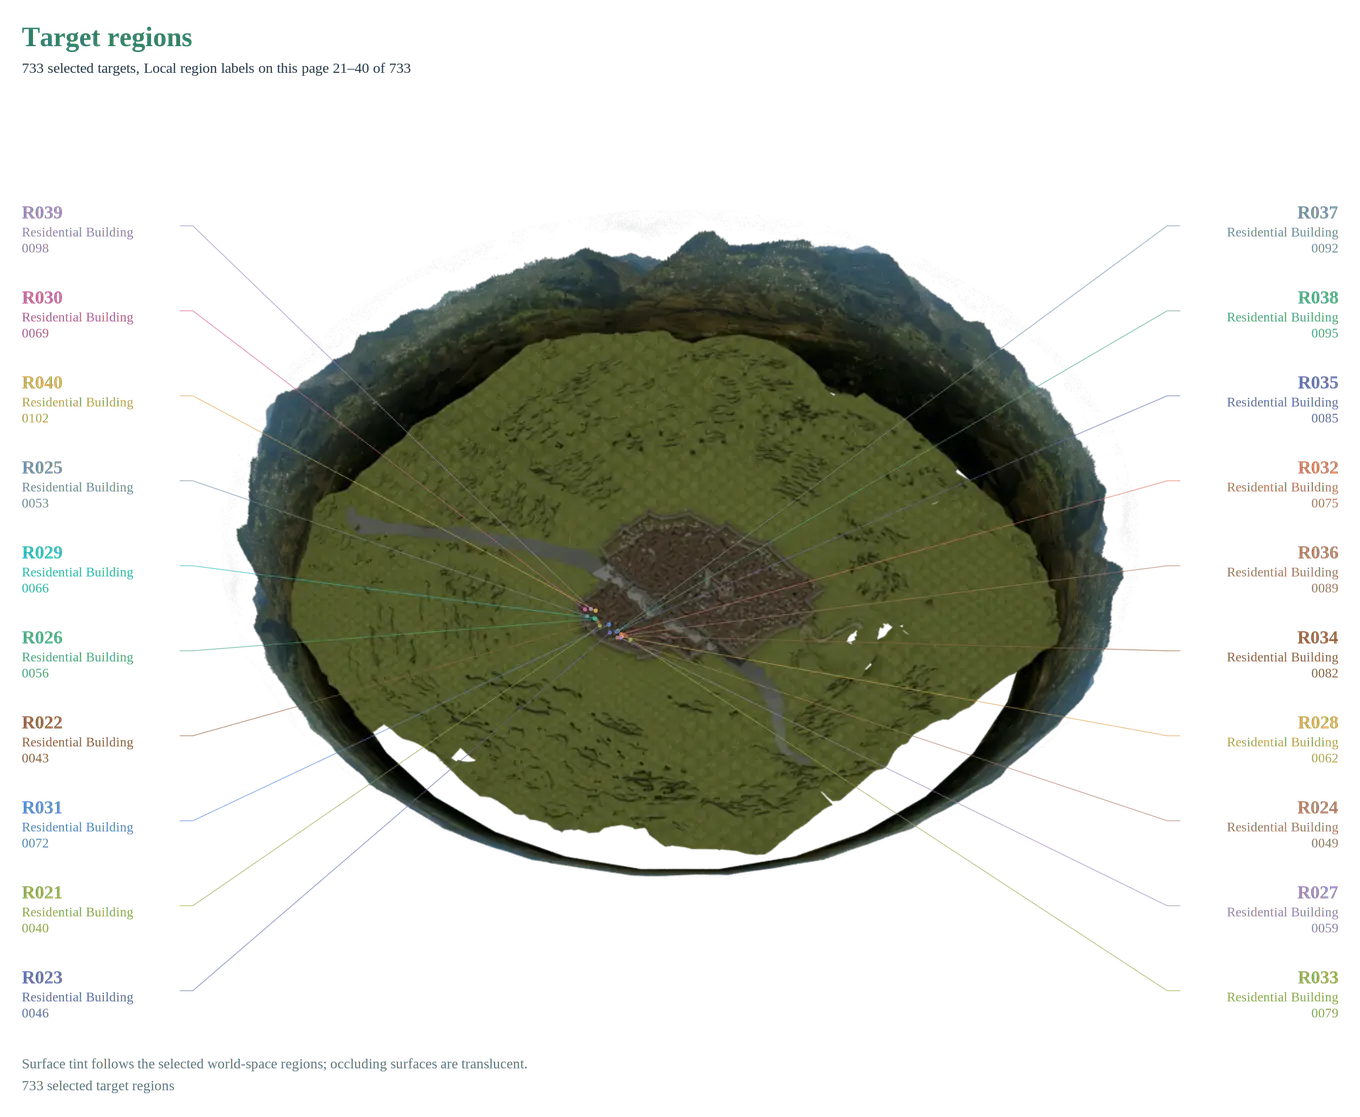 Target regions
733 selected targets, Local region labels on this page 21–40 of 733
R039
Residential Building
0098
R030
Residential Building
0069
R040
Residential Building
0102
R025
Residential Building
0053
R029
Residential Building
0066
R026
Residential Building
0056
R022
Residential Building
0043
R031
Residential Building
0072
R021
Residential Building
0040
R023
Residential Building
0046
R037
Residential Building
0092
R038
Residential Building
0095
R035
Residential Building
0085
R032
Residential Building
0075
R036
Residential Building
0089
R034
Residential Building
0082
R028
Residential Building
0062
R024
Residential Building
0049
R027
Residential Building
0059
R033
Residential Building
0079
Surface tint follows the selected world-space regions; occluding surfaces are translucent.
733 selected target regions